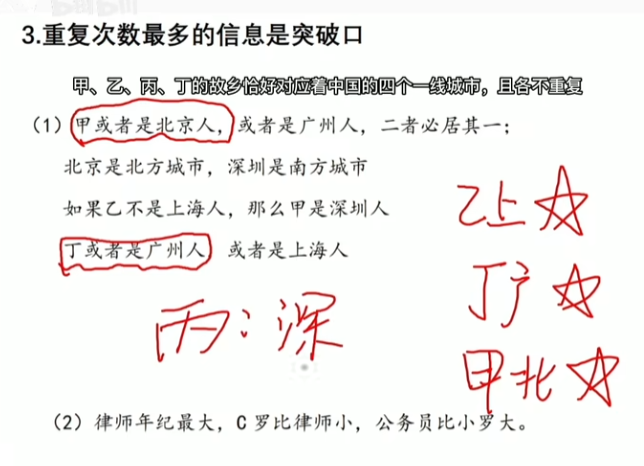 3.重复次数最多的信息是突破口
甲、乙、丙、丁的故乡恰好对应着中国的四个一线城市，且各不重复
（1）甲或者是北京人，或者是广州人，二者必居其一；
北京是北方城市，深圳是南方城市
如果乙不是上海人，那么甲是深圳人
乙上
丁或者是广州人 或者是上海人
丁广
丙：深
甲北
（2）律师年纪最大，C 罗比律师小，公务员比小罗大。